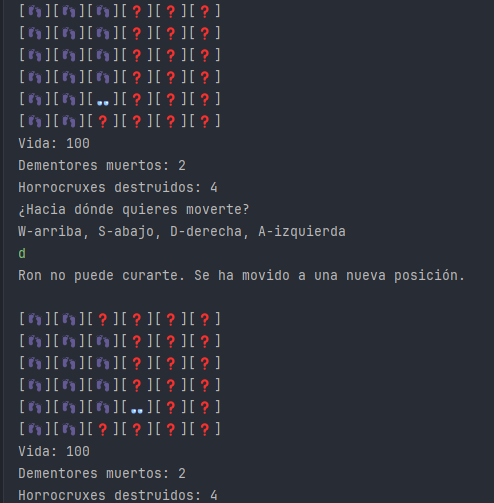 [👣][👣][👣][❓][❓][❓]
[👣][👣][👣][❓][❓][❓]
[👣][👣][👣][❓][❓][❓]
[👣][👣][👣][❓][❓][❓]
[👣][👣][👓][❓][❓][❓]
[👣][👣][❓][❓][❓][❓]
Vida: 100
Dementores muertos: 2
Horrocruxes destruidos: 4
¿Hacia dónde quieres moverte?
W-arriba, S-abajo, D-derecha, A-izquierda
d
Ron no puede curarte. Se ha movido a una nueva posición.
[👣][👣][❓][❓][❓][❓]
[👣][👣][👣][❓][❓][❓]
[👣][👣][👣][❓][❓][❓]
[👣][👣][👣][❓][❓][❓]
[👣][👣][👣][👓][❓][❓]
[👣][👣][❓][❓][❓][❓]
Vida: 100
Dementores muertos: 2
Horrocruxes destruidos: 4